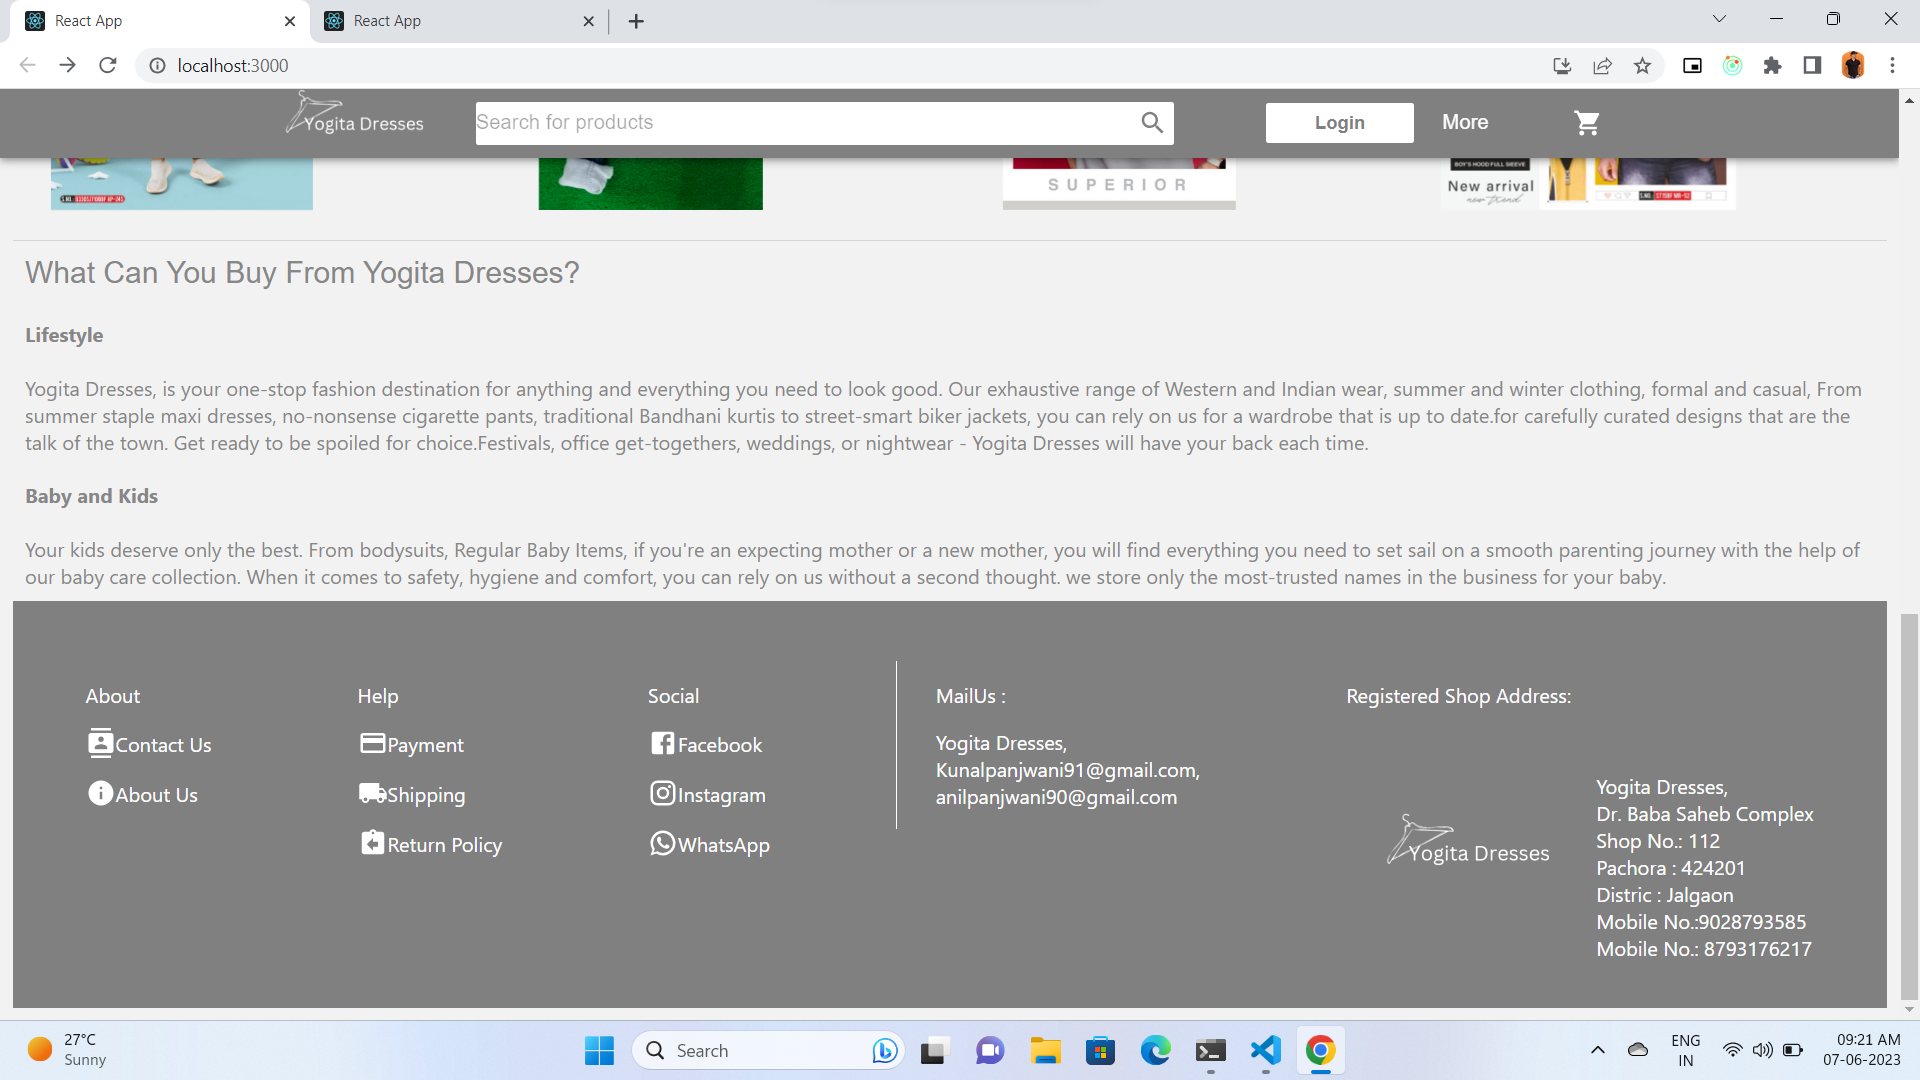 React App
React App
localhost:3000
Yogita Dresses
Search for products
Login
More
SUPERIOR
BOY'S HOOD FULL SLEEVE
New arrival
new trend
What Can You Buy From Yogita Dresses?
Lifestyle
Yogita Dresses, is your one-stop fashion destination for anything and everything you need to look good. Our exhaustive range of Western and Indian wear, summer and winter clothing, formal and casual, From
summer staple maxi dresses, no-nonsense cigarette pants, traditional Bandhani kurtis to street-smart biker jackets, you can rely on us for a wardrobe that is up to date.for carefully curated designs that are the
talk of the town. Get ready to be spoiled for choice.Festivals, office get-togethers, weddings, or nightwear - Yogita Dresses will have your back each time.
Baby and Kids
Your kids deserve only the best. From bodysuits, Regular Baby Items, if you're an expecting mother or a new mother, you will find everything you need to set sail on a smooth parenting journey with the help of
our baby care collection. When it comes to safety, hygiene and comfort, you can rely on us without a second thought. we store only the most-trusted names in the business for your baby.
About
Contact Us
About Us
Help
Payment
Shipping
Return Policy
Social
Facebook
Instagram
WhatsApp
MailUs :
Yogita Dresses,
Kunalpanjwani91@gmail.com,
anilpanjwani90@gmail.com
Registered Shop Address:
Yogita Dresses
Yogita Dresses,
Dr. Baba Saheb Complex
Shop No.: 112
Pachora : 424201
Distric : Jalgaon
Mobile No.:9028793585
Mobile No.: 8793176217
27°C
Sunny
Search
ENG
IN
09:21 AM
07-06-2023